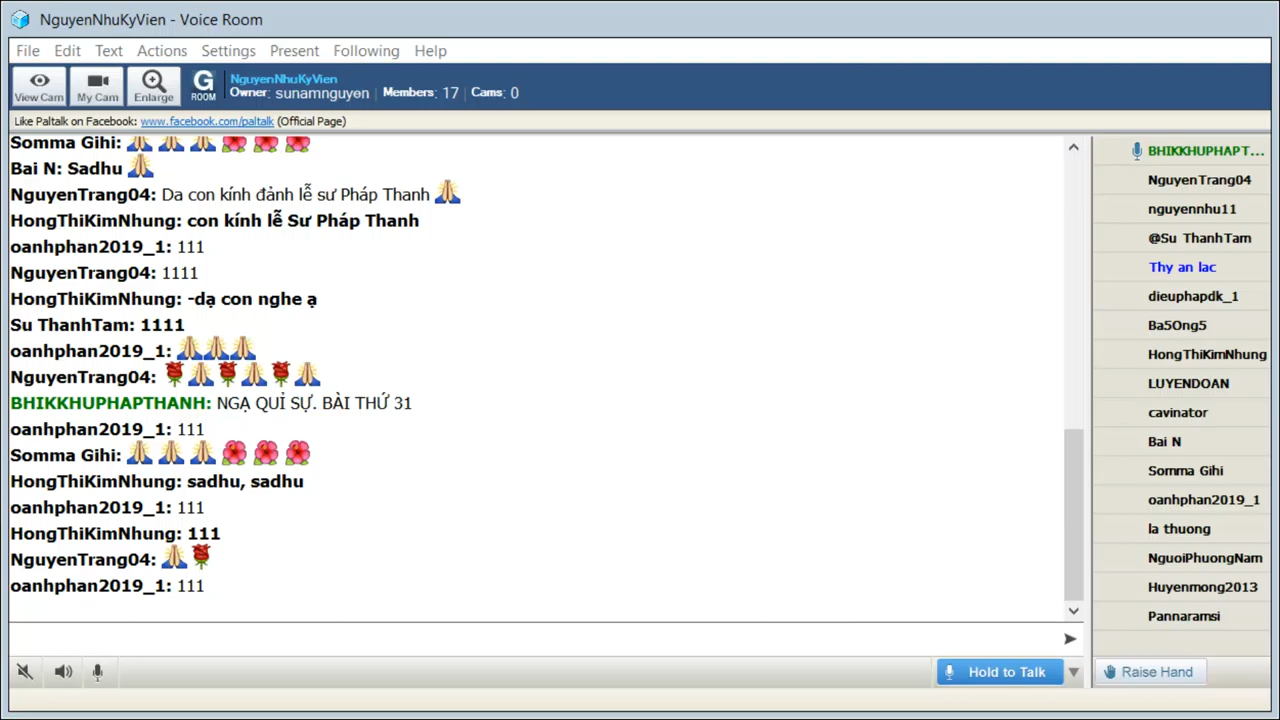 NguyenNhuKyVien - Voice Room
File Edit Text Actions Settings Present Following Help
View Cam My Cam Enlarge G ROOM
NguyenNhuKyVien
Owner: sunamnguyen | Members: 17 | Cams: 0
Like Paltalk on Facebook: www.facebook.com/paltalk (Official Page)
Somma Gihi:
Bai N: Sadhu
NguyenTrang04: Da con kính đảnh lễ sư Pháp Thanh
HongThiKimNhung: con kính lễ Sư Pháp Thanh
oanhphan2019_1: 111
NguyenTrang04: 1111
HongThiKimNhung: -dạ con nghe ạ
Su ThanhTam: 1111
oanhphan2019_1:
NguyenTrang04:
BHIKKHUPHAPTHANH: NGẠ QUỈ SỰ. BÀI THỨ 31
oanhphan2019_1: 111
Somma Gihi:
HongThiKimNhung: sadhu, sadhu
oanhphan2019_1: 111
HongThiKimNhung: 111
NguyenTrang04:
oanhphan2019_1: 111
BHIKKHUPHAPT...
NguyenTrang04
nguyennhu11
@Su ThanhTam
Thy an lac
dieuphapdk_1
Ba5Ong5
HongThiKimNhung
LUYENDOAN
cavinator
Bai N
Somma Gihi
oanhphan2019_1
la thuong
NguoiPhuongNam
Huyenmong2013
Pannaramsi
Hold to Talk
Raise Hand